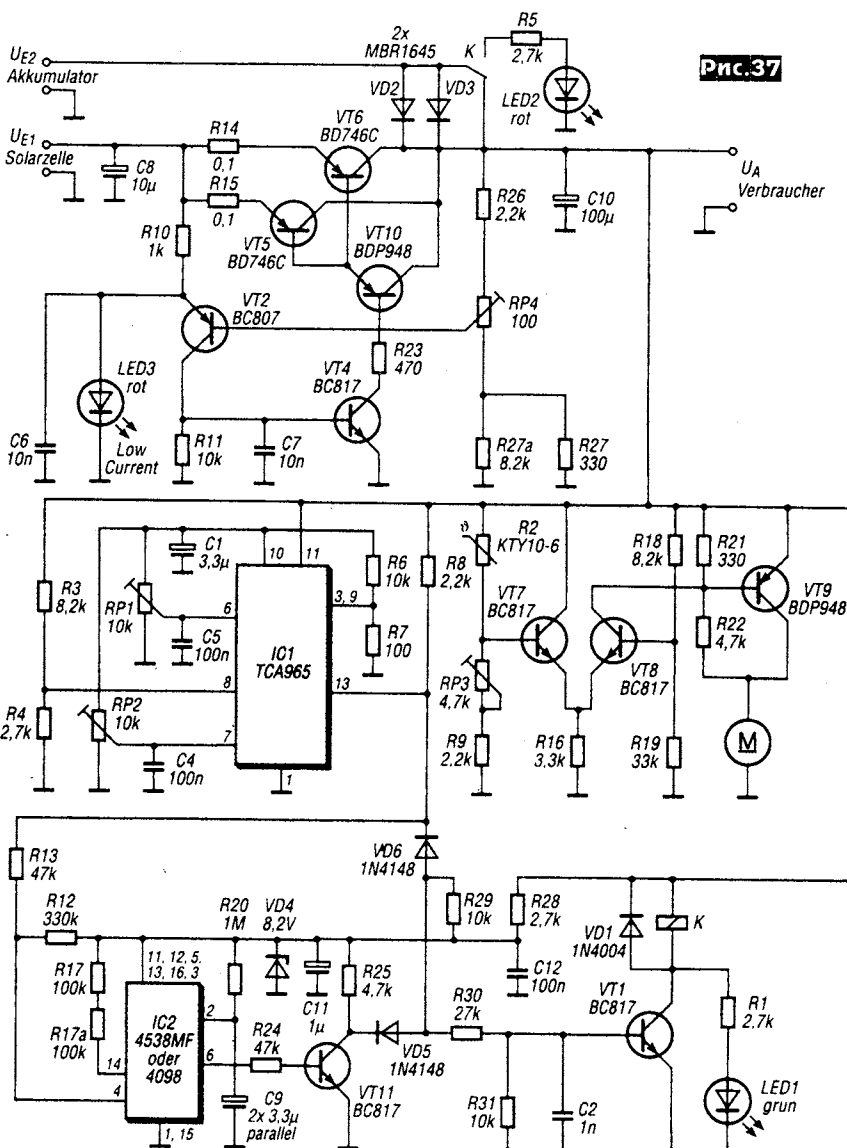 Рис.37
UE2
Akkumulator
2x
MBR1645
K
R5
2,7k
LED2
rot
VD2
VD3
UE1
Solarzelle
C8
10µ
R14
0,1
R15
0,1
VT6
BD746C
VT5
BD746C
VT10
BDP948
R26
2,2k
C10
100µ
UA
Verbraucher
R10
1k
VT2
BC807
RP4
100
LED3
rot
Low
Current
VT4
BC817
R23
470
C6
10n
R11
10k
C7
10n
R27a
8.2k
R27
330
R3
8,2k
RP1
10k
C1
3,3µ
10
11
R6
10k
R8
2,2k
ϑ
R2
KTY10-6
R18
8,2k
R21
330
VT9
BDP948
C5
100n
6
IC1
TCA965
3, 9
R7
100
VT7
BC817
VT8
BC817
R22
4,7k
8
13
R4
2,7k
RP2
10k
7
C4
100n
1
RP3
4,7k
R9
2,2k
R16
3,3k
R19
33k
M
R13
47k
VD6
1N4148
R12
330k
R20
1M
VD4
8,2V
R29
10k
R28
2,7k
VD1
1N4004
K
11, 12, 5,
13, 16, 3
R17
100k
R17a
100k
C11
1µ
R25
4,7k
C12
100n
IC2
4538MF
oder
4098
2
6
14
4
1, 15
R24
47k
VD5
1N4148
R30
27k
VT1
BC817
R1
2,7k
C9
2x 3,3µ
parallel
VT11
BC817
R31
10k
C2
1n
LED1
grun